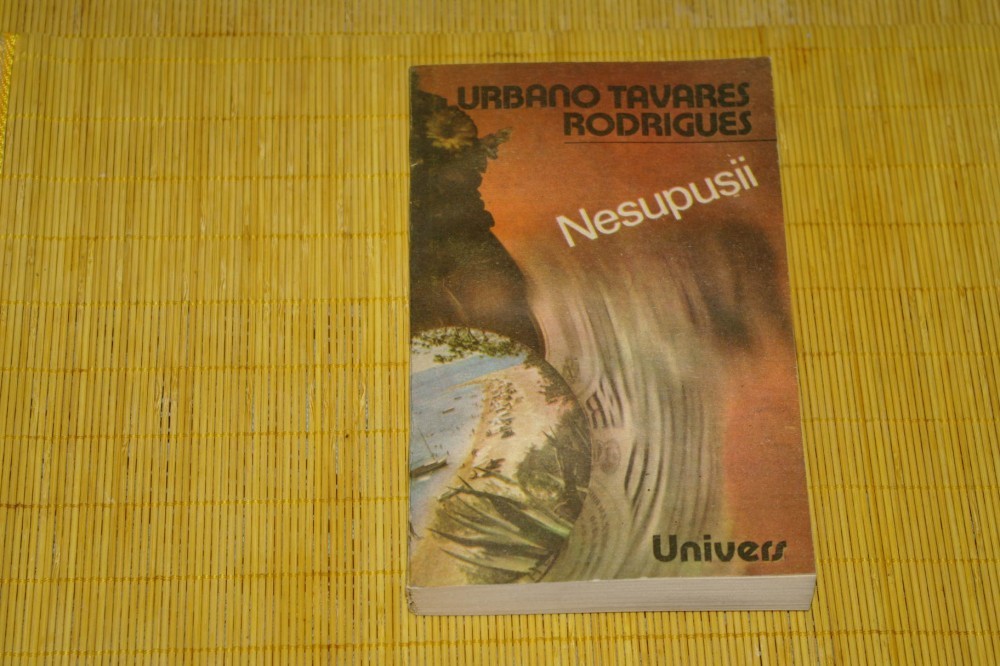 URBANO TAVARES
RODRIGUES
Nesupușii
Univers